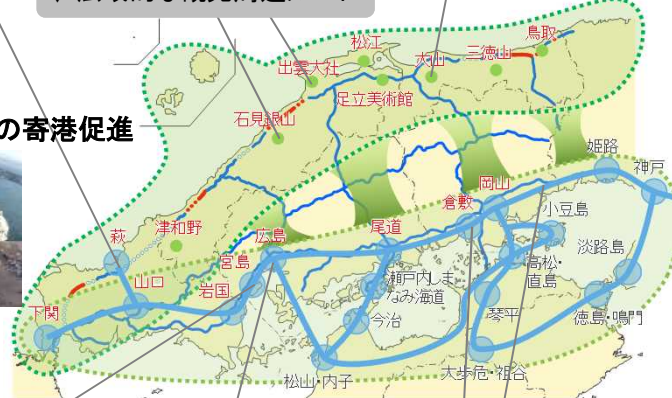 の寄港促進
鳥取
松江
大山
三徳山
出雲大社
足立美術館
石見銀山
姫路
神戸
岡山
倉敷
小豆島
津和野
萩
広島
尾道
宮島
淡路島
高松・
直島
山口
岩国
瀬戸内しま
なみ海道
下関
今治
琴平
徳島・鳴門
松山・内子
大歩危・祖谷